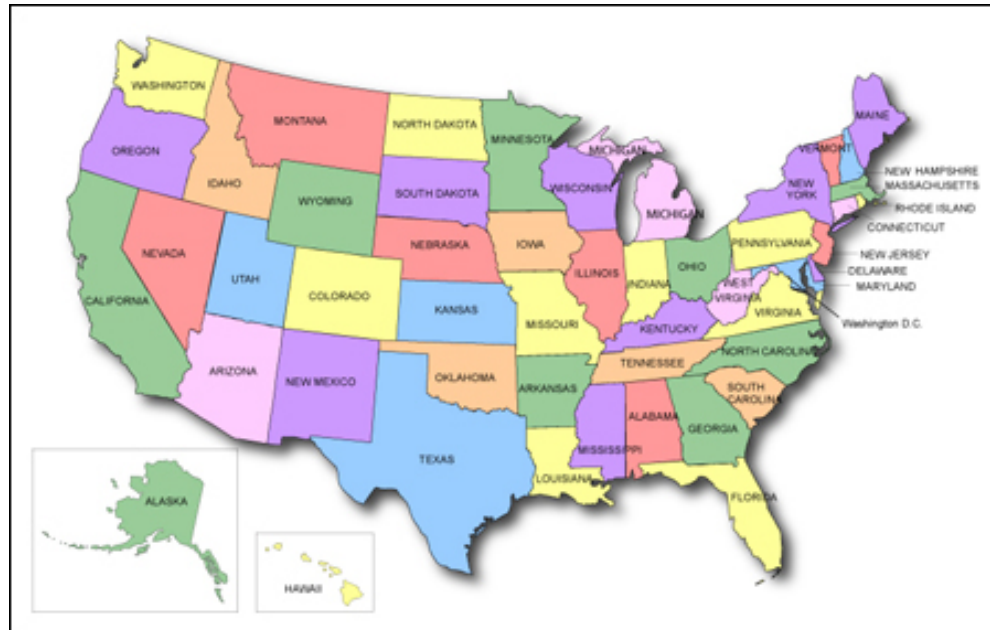 WASHINGTON
MONTANA
NORTH DAKOTA
MINNESOTA
MICHIGAN
MAINE
VERMONT
OREGON
IDAHO
WYOMING
SOUTH DAKOTA
WISCONSIN
MICHIGAN
NEW
YORK
NEW HAMPSHIRE
MASSACHUSETTS
RHODE ISLAND
CONNECTICUT
NEVADA
UTAH
COLORADO
NEBRASKA
IOWA
ILLINOIS
INDIANA
OHIO
PENNSYLVANIA
NEW JERSEY
DELAWARE
MARYLAND
CALIFORNIA
KANSAS
MISSOURI
KENTUCKY
WEST
VIRGINIA
VIRGINIA
Washington D.C.
ARIZONA
NEW MEXICO
OKLAHOMA
ARKANSAS
TENNESSEE
NORTH CAROLINA
SOUTH
CAROLINA
TEXAS
LOUISIANA
MISSISSIPPI
ALABAMA
GEORGIA
FLORIDA
ALASKA
HAWAII